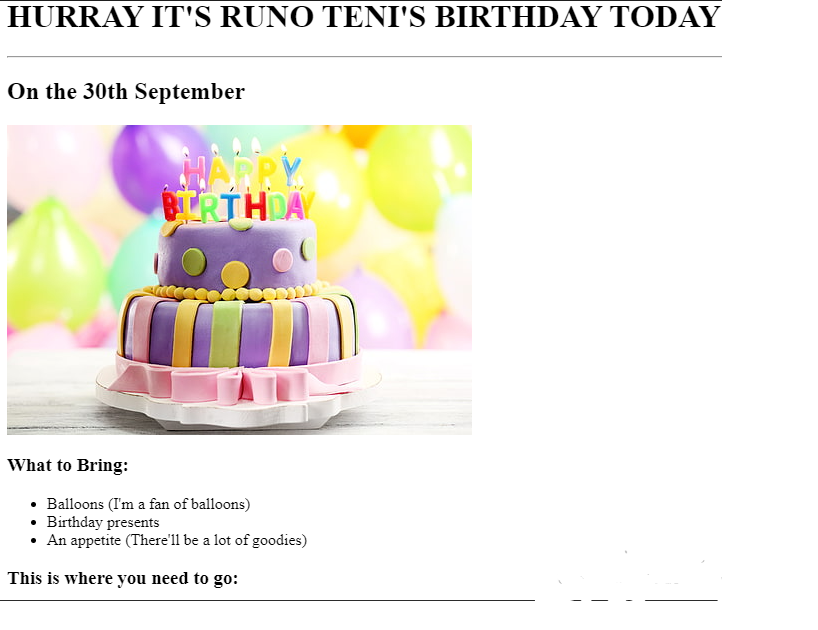 HURRAY IT'S RUNO TENI'S BIRTHDAY TODAY
On the 30th September
HAPPY
BIRTHDAY
What to Bring:
Balloons (I'm a fan of balloons)
Birthday presents
An appetite (There'll be a lot of goodies)
This is where you need to go: